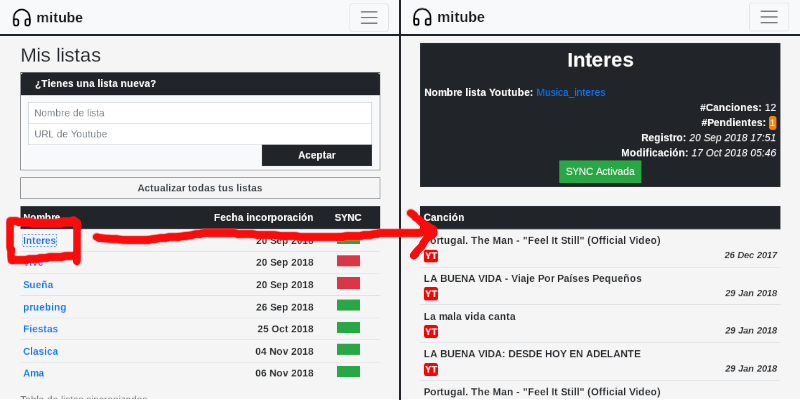 mitube
Mis listas
¿Tienes una lista nueva?
Nombre de lista
URL de Youtube
Aceptar
Actualizar todas tus listas
Nombre Fecha incorporación SYNC
Interes 20 Sep 2018
Vive 20 Sep 2018
Sueña 20 Sep 2018
pruebing 26 Sep 2018
Fiestas 25 Oct 2018
Clasica 04 Nov 2018
Ama 06 Nov 2018
Tabla de listas sincronizadas
mitube
Interes
Nombre lista Youtube: Musica_interes
#Canciones: 12
#Pendientes: 1
Registro: 20 Sep 2018 17:51
Modificación: 17 Oct 2018 05:46
SYNC Activada
Canción
Portugal. The Man - "Feel It Still" (Official Video)
YT 26 Dec 2017
LA BUENA VIDA - Viaje Por Países Pequeños
YT 29 Jan 2018
La mala vida canta
YT 29 Jan 2018
LA BUENA VIDA: DESDE HOY EN ADELANTE
YT 29 Jan 2018
Portugal. The Man - "Feel It Still" (Official Video)